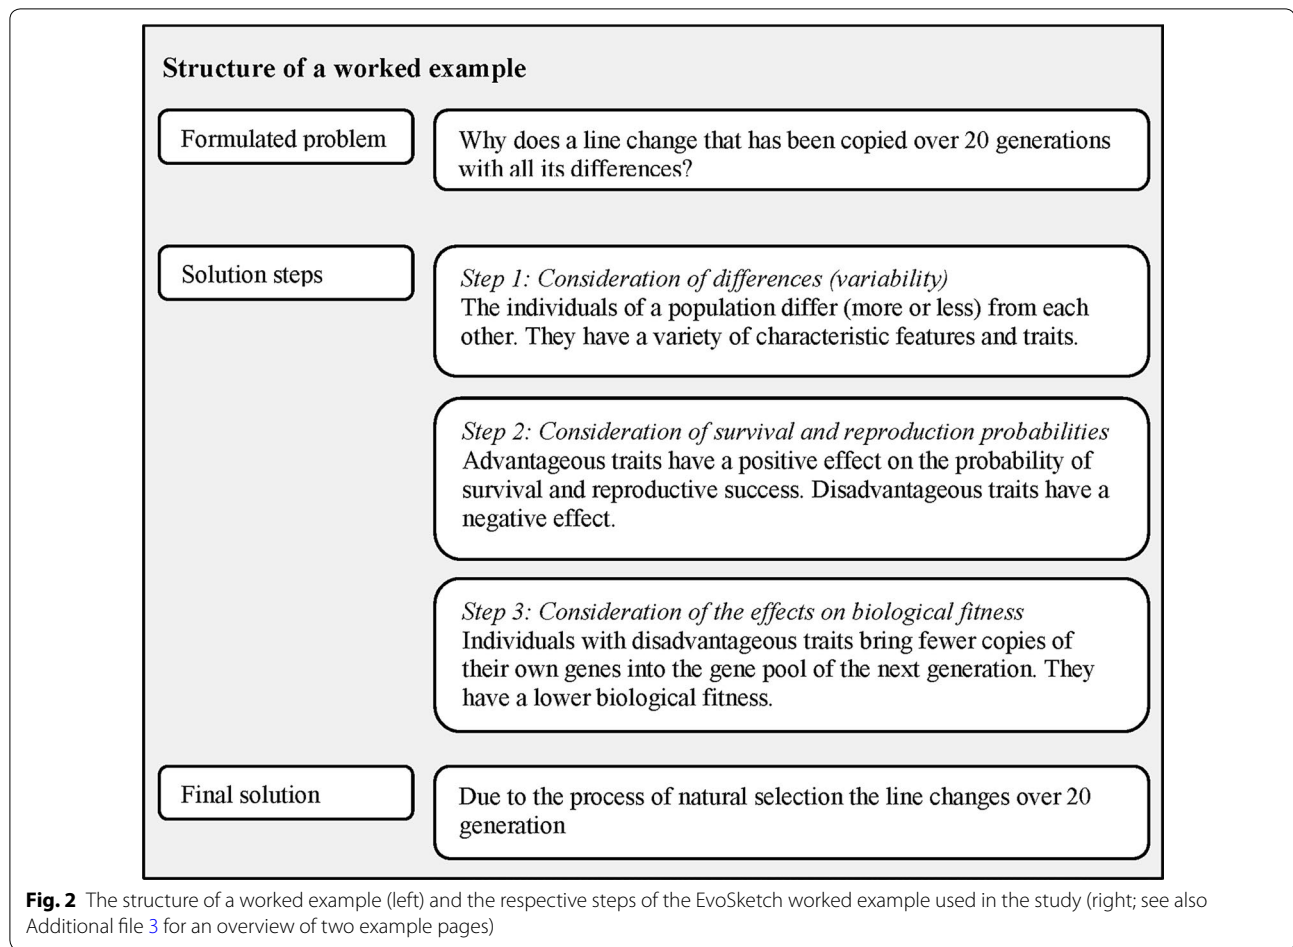 Structure of a worked example
Formulated problem
Why does a line change that has been copied over 20 generations
with all its differences?
Solution steps
Step 1: Consideration of differences (variability)
The individuals of a population differ (more or less) from each
other. They have a variety of characteristic features and traits.
Step 2: Consideration of survival and reproduction probabilities
Advantageous traits have a positive effect on the probability of
survival and reproductive success. Disadvantageous traits have a
negative effect.
Step 3: Consideration of the effects on biological fitness
Individuals with disadvantageous traits bring fewer copies of
their own genes into the gene pool of the next generation. They
have a lower biological fitness.
Final solution
Due to the process of natural selection the line changes over 20
generation
Fig. 2 The structure of a worked example (left) and the respective steps of the EvoSketch worked example used in the study (right; see also
Additional file 3 for an overview of two example pages)